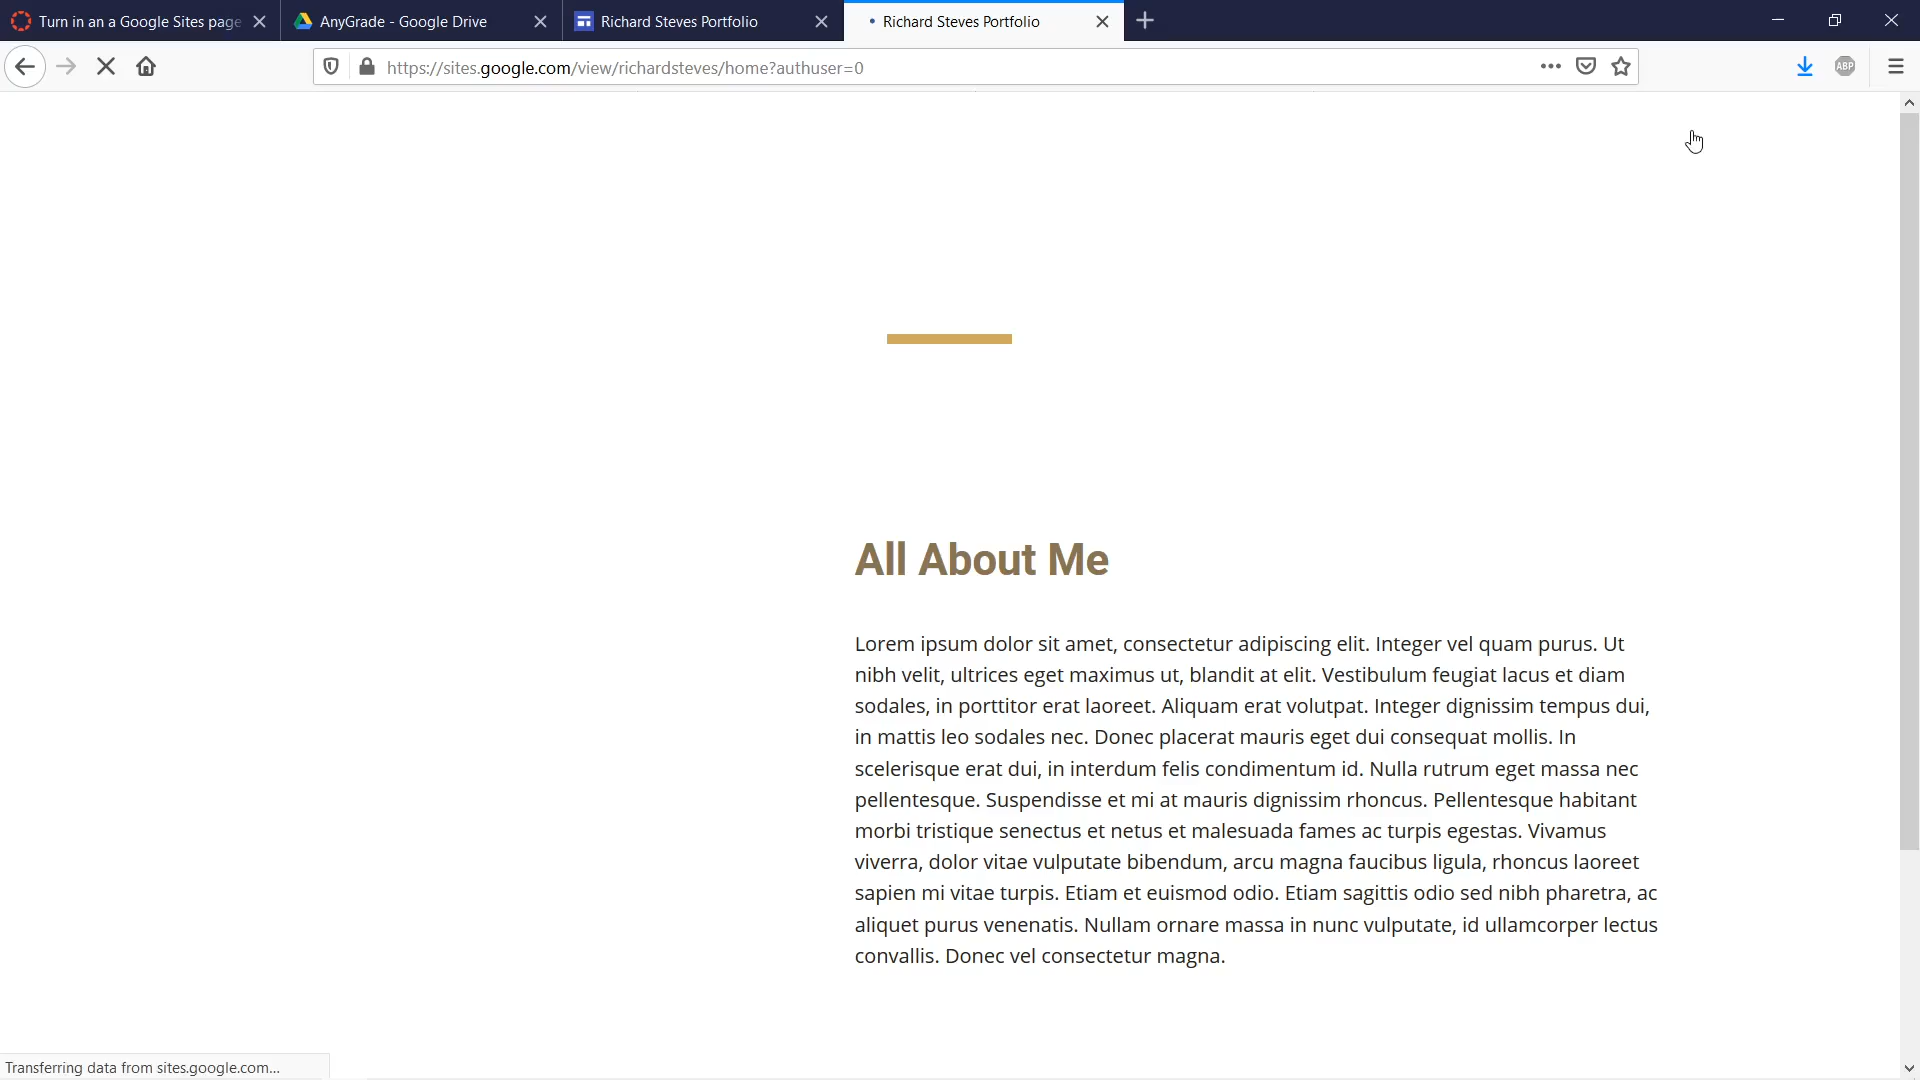 Turn in an a Google Sites page
AnyGrade - Google Drive
Richard Steves Portfolio
Richard Steves Portfolio
https://sites.google.com/view/richardsteves/home?authuser=0
ABP
All About Me
Lorem ipsum dolor sit amet, consectetur adipiscing elit. Integer vel quam purus. Ut
nibh velit, ultrices eget maximus ut, blandit at elit. Vestibulum feugiat lacus et diam
sodales, in porttitor erat laoreet. Aliquam erat volutpat. Integer dignissim tempus dui,
in mattis leo sodales nec. Donec placerat mauris eget dui consequat mollis. In
scelerisque erat dui, in interdum felis condimentum id. Nulla rutrum eget massa nec
pellentesque. Suspendisse et mi at mauris dignissim rhoncus. Pellentesque habitant
morbi tristique senectus et netus et malesuada fames ac turpis egestas. Vivamus
viverra, dolor vitae vulputate bibendum, arcu magna faucibus ligula, rhoncus laoreet
sapien mi vitae turpis. Etiam et euismod odio. Etiam sagittis odio sed nibh pharetra, ac
aliquet purus venenatis. Nullam ornare massa in nunc vulputate, id ullamcorper lectus
convallis. Donec vel consectetur magna.
Transferring data from sites.google.com...